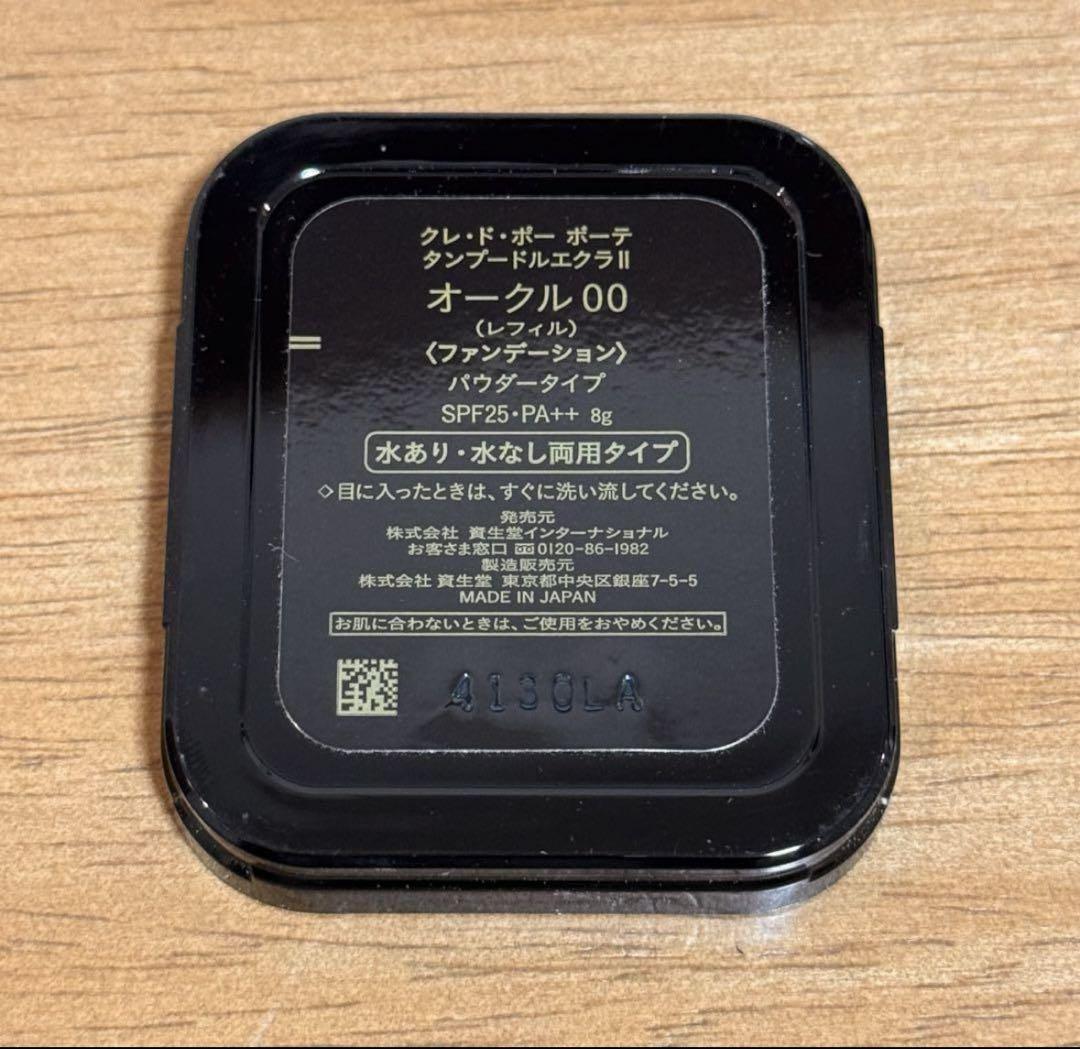 クレ・ド・ポー ボーテ
タンプードルエクラⅡ
オークル 00
（レフィル）
〈ファンデーション〉
パウダータイプ
SPF25・PA++ 8g
水あり・水なし両用タイプ
◇目に入ったときは、すぐに洗い流してください。
発売元
株式会社 資生堂インターナショナル
お客さま窓口 0120-86-1982
製造販売元
株式会社 資生堂 東京都中央区銀座7-5-5
MADE IN JAPAN
お肌に合わないときは、ご使用をおやめください。
4130LA